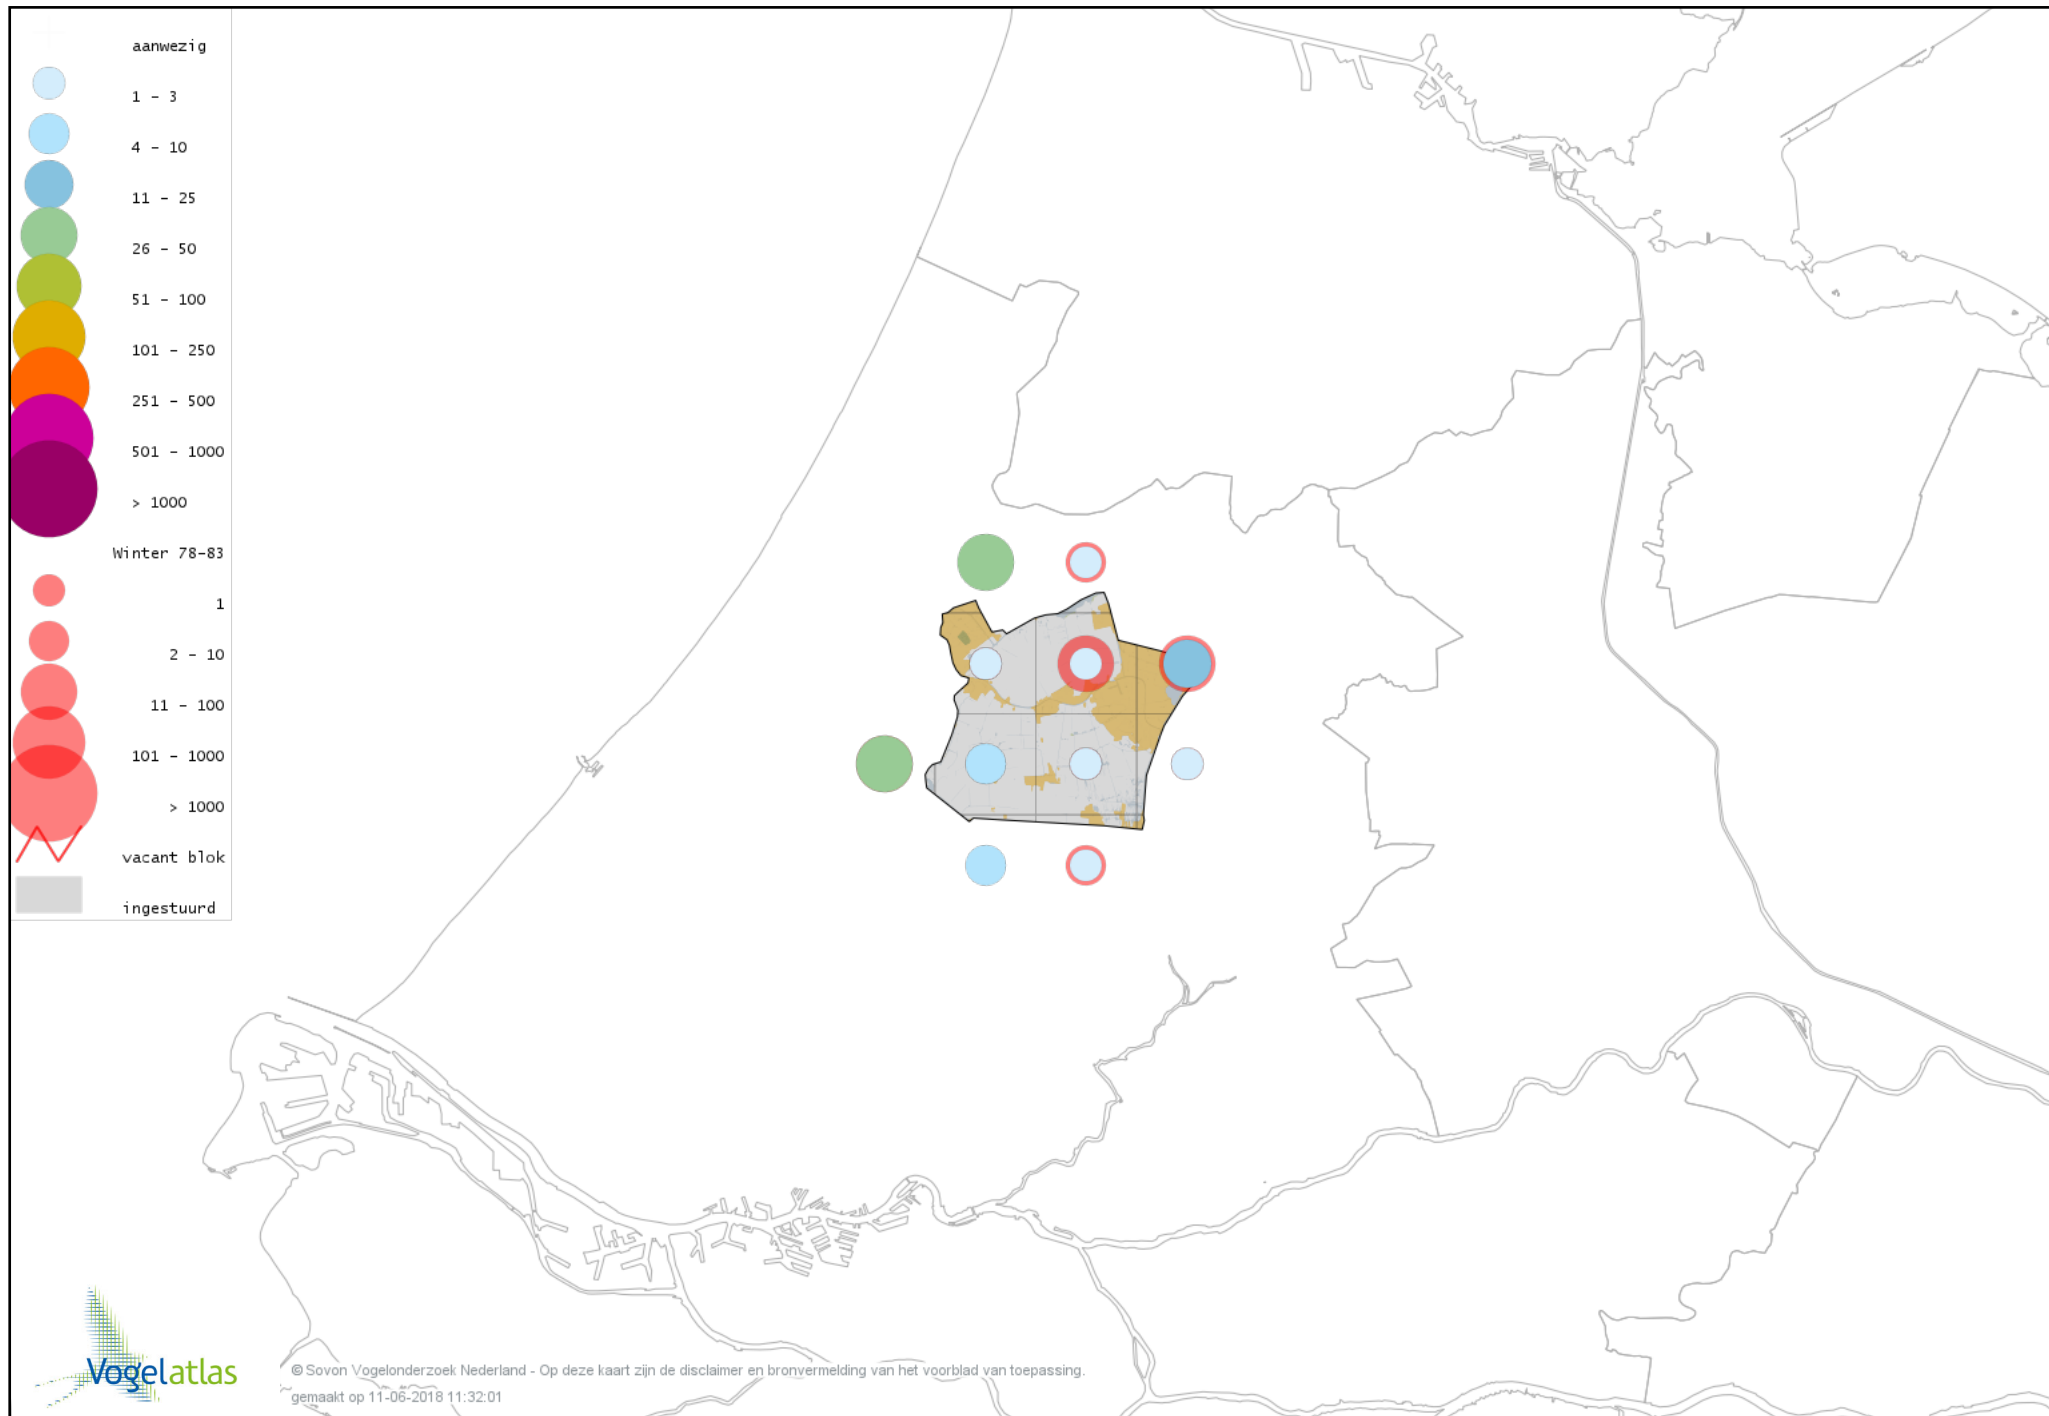 aanwezig
1 - 3
4 - 10
11 - 25
26 - 50
51 - 100
101 - 250
251 - 500
501 - 1000
> 1000
Winter 78-83
1
2 - 10
11 - 100
101 - 1000
> 1000
vacant blok
ingestuurd
Vogelatlas
© Sovon Vogelonderzoek Nederland - Op deze kaart zijn de disclaimer en bronvermelding van het voorblad van toepassing.
gemaakt op 11-06-2018 11:32:01